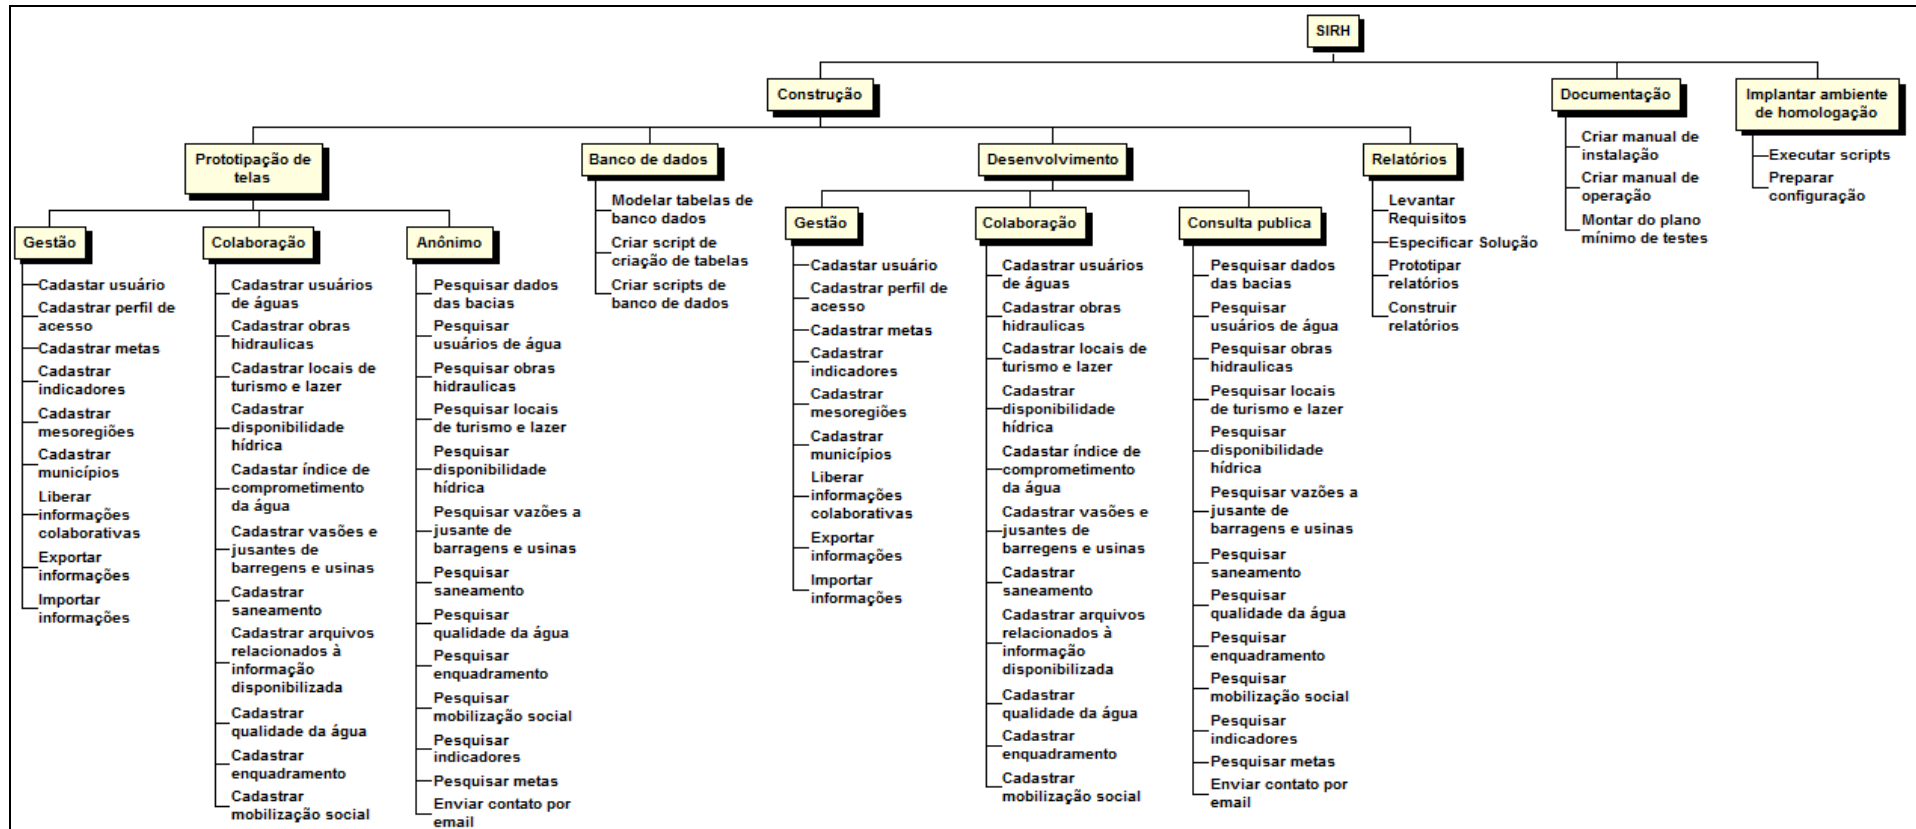 SIRH
Construção
Documentação
Implantar ambiente
de homologação
Prototipação de
telas
Banco de dados
Desenvolvimento
Relatórios
Criar manual de
instalação
Criar manual de
operação
Montar do plano
mínimo de testes
Executar scripts
Preparar
configuração
Gestão
Cadastar usuário
Cadastrar perfil de
acesso
Cadastrar metas
Cadastrar
indicadores
Cadastrar
mesoregiões
Cadastrar
municípios
Liberar
informações
colaborativas
Exportar
informações
Importar
informações
Colaboração
Cadastrar usuários
de águas
Cadastrar obras
hidraulicas
Cadastrar locais de
turismo e lazer
Cadastrar
disponibilidade
hídrica
Cadastar índice de
comprometimento
da água
Cadastrar vasões e
jusantes de
barregens e usinas
Cadastrar
saneamento
Cadastrar arquivos
relacionados à
informação
disponibilizada
Cadastrar
qualidade da água
Cadastrar
enquadramento
Cadastrar
mobilização social
Anônimo
Pesquisar dados
das bacias
Pesquisar
usuários de água
Pesquisar obras
hidraulicas
Pesquisar locais
de turismo e lazer
Pesquisar
disponibilidade
hídrica
Pesquisar vazões a
jusante de
barragens e usinas
Pesquisar
saneamento
Pesquisar
qualidade da água
Pesquisar
enquadramento
Pesquisar
mobilização social
Pesquisar
indicadores
Pesquisar metas
Enviar contato por
email
Modelar tabelas de
banco dados
Criar script de
criação de tabelas
Criar scripts de
banco de dados
Gestão
Cadastar usuário
Cadastrar perfil de
acesso
Cadastrar metas
Cadastrar
indicadores
Cadastrar
mesoregiões
Cadastrar
municípios
Liberar
informações
colaborativas
Exportar
informações
Importar
informações
Colaboração
Cadastrar usuários
de águas
Cadastrar obras
hidraulicas
Cadastrar locais de
turismo e lazer
Cadastrar
disponibilidade
hídrica
Cadastar índice de
comprometimento
da água
Cadastrar vasões e
jusantes de
barregens e usinas
Cadastrar
saneamento
Cadastrar arquivos
relacionados à
informação
disponibilizada
Cadastrar
qualidade da água
Cadastrar
enquadramento
Cadastrar
mobilização social
Consulta publica
Pesquisar dados
das bacias
Pesquisar
usuários de água
Pesquisar obras
hidraulicas
Pesquisar locais
de turismo e lazer
Pesquisar
disponibilidade
hídrica
Pesquisar vazões a
jusante de
barragens e usinas
Pesquisar
saneamento
Pesquisar
qualidade da água
Pesquisar
enquadramento
Pesquisar
mobilização social
Pesquisar
indicadores
Pesquisar metas
Enviar contato por
email
Levantar
Requisitos
Especificar Solução
Prototipar
relatórios
Construir
relatórios